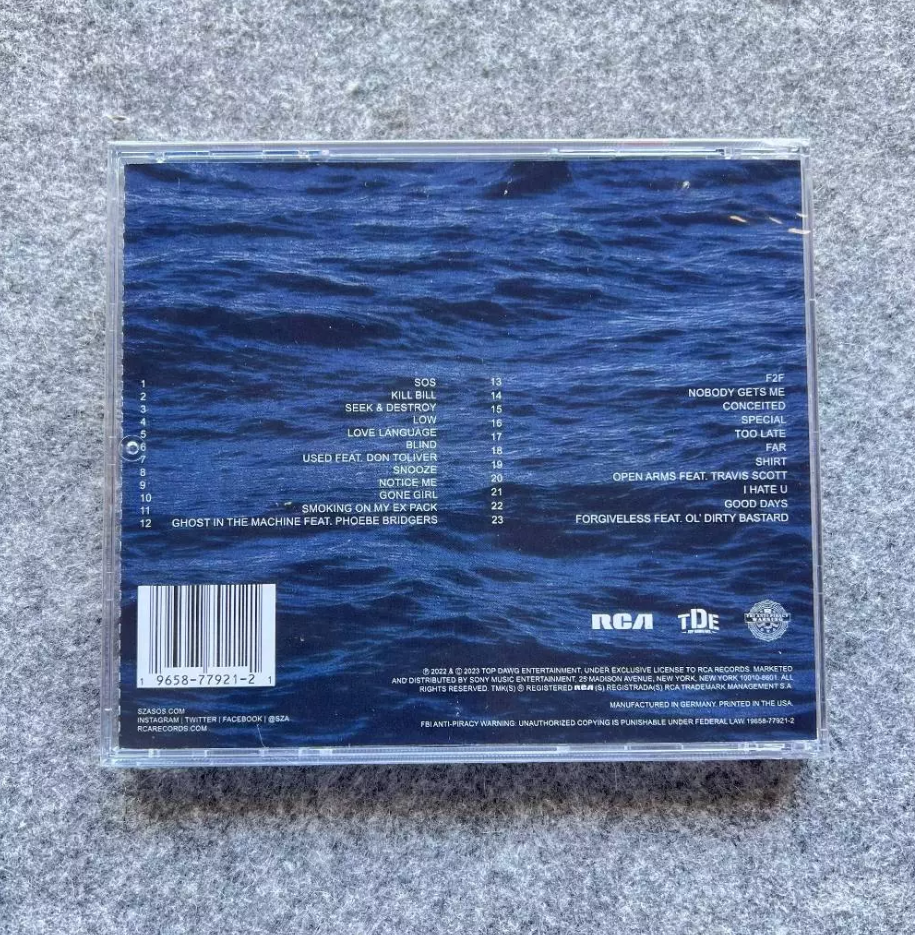 1 SOS
2 KILL BILL
3 SEEK & DESTROY
4 LOW
5 LOVE LANGUAGE
6 BLIND
7 USED FEAT. DON TOLIVER
8 SNOOZE
9 NOTICE ME
10 GONE GIRL
11 SMOKING ON MY EX PACK
12 GHOST IN THE MACHINE FEAT. PHOEBE BRIDGERS
13 F2F
14 NOBODY GETS ME
15 CONCEITED
16 SPECIAL
17 TOO LATE
18 FAR
19 SHIRT
20 OPEN ARMS FEAT. TRAVIS SCOTT
21 I HATE U
22 GOOD DAYS
23 FORGIVELESS FEAT. OL' DIRTY BASTARD
1 9658-77921-2 1
SZASOS.COM
INSTAGRAM | TWITTER | FACEBOOK | @SZA
RCARECORDS.COM
RCA TDE
FBI ANTI-PIRACY
WARNING
℗ 2022 & © 2023 TOP DAWG ENTERTAINMENT, UNDER EXCLUSIVE LICENSE TO RCA RECORDS. MARKETED
AND DISTRIBUTED BY SONY MUSIC ENTERTAINMENT, 25 MADISON AVENUE, NEW YORK, NEW YORK 10010-8601. ALL
RIGHTS RESERVED. TMK(S) ® REGISTERED RCA (S) REGISTRADA(S) RCA TRADEMARK MANAGEMENT S.A
MANUFACTURED IN GERMANY. PRINTED IN THE USA.
FBI ANTI-PIRACY WARNING: UNAUTHORIZED COPYING IS PUNISHABLE UNDER FEDERAL LAW 19658-77921-2